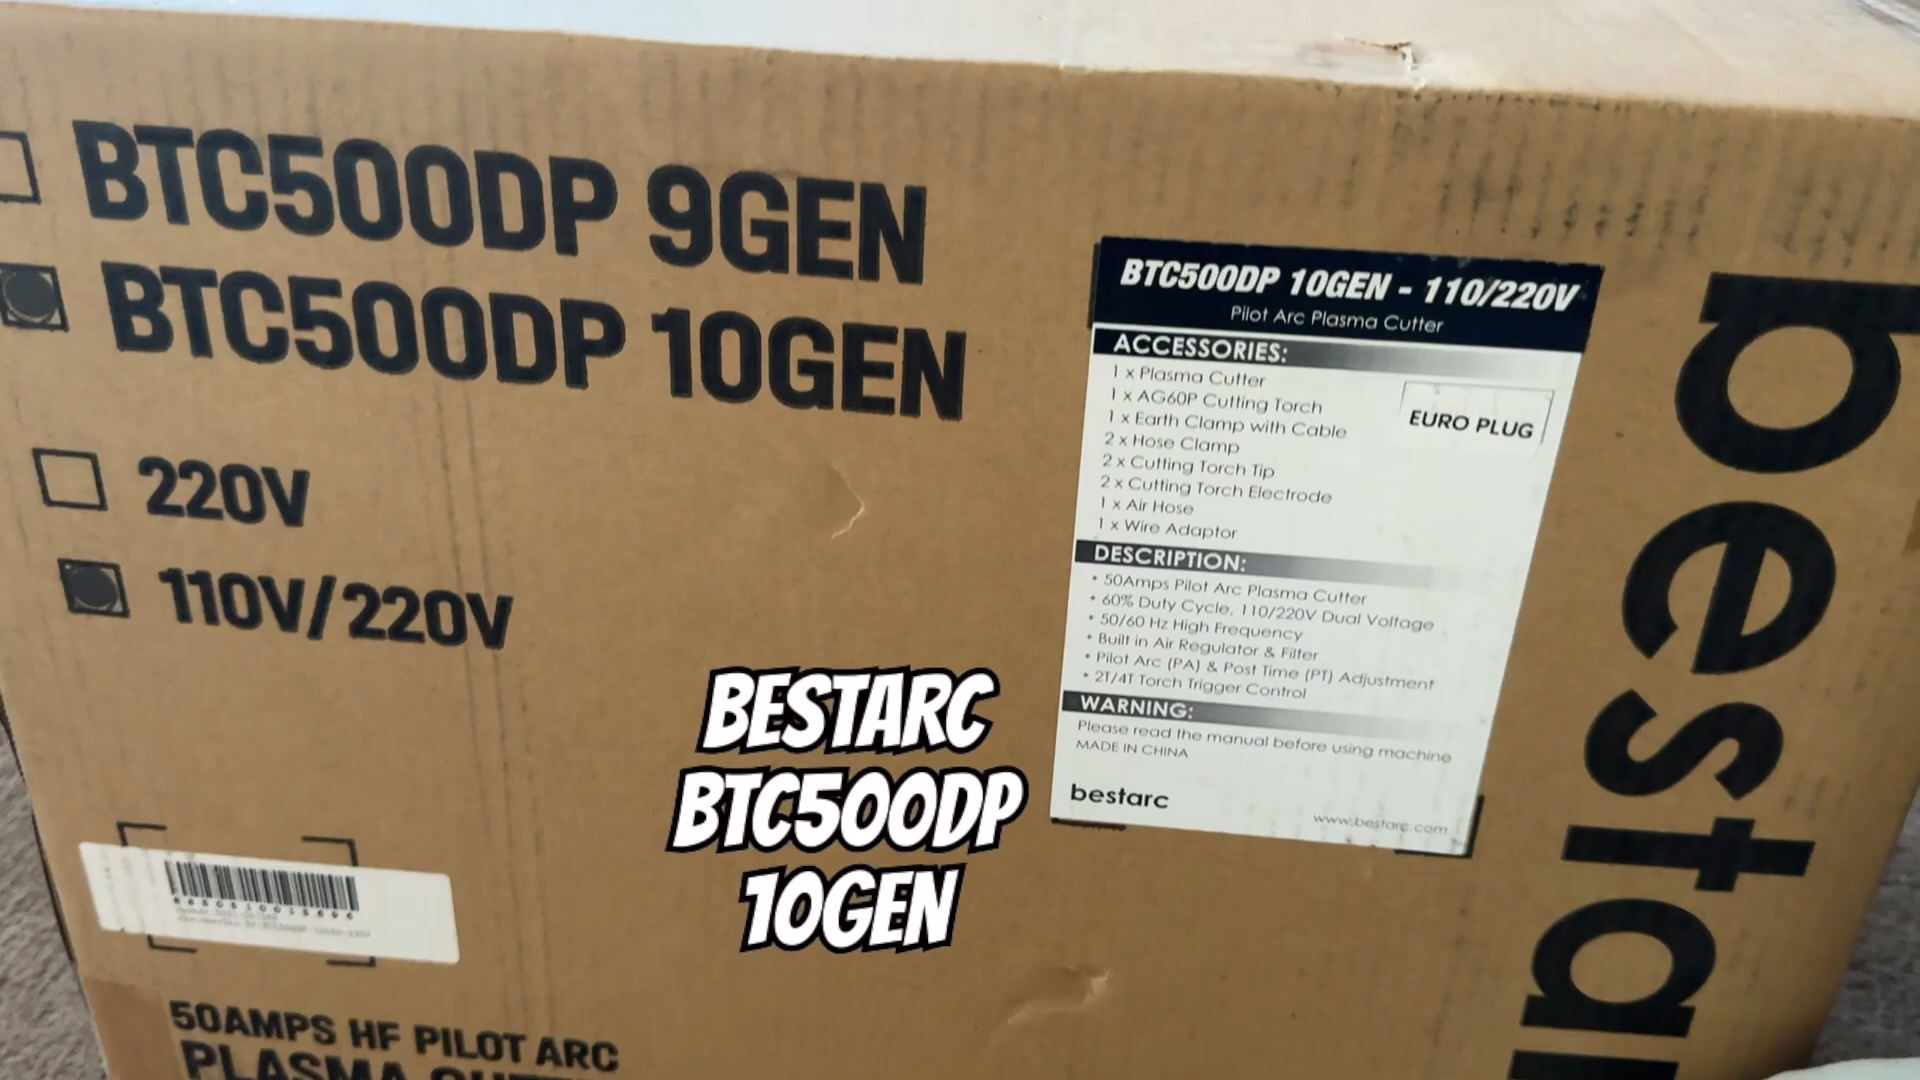 BTC500DP 9GEN
BTC500DP 10GEN
220V
110V/220V
50AMPS HF PILOT ARC
BTC500DP 10GEN - 110/220V
Pilot Arc Plasma Cutter
ACCESSORIES:
1 x Plasma Cutter
1 x AG60P Cutting Torch
1 x Earth Clamp with Cable
2 x Hose Clamp
2 x Cutting Torch Tip
2 x Cutting Torch Electrode
1 x Air Hose
1 x Wire Adaptor
EURO PLUG
DESCRIPTION:
• 50Amps Pilot Arc Plasma Cutter
• 60% Duty Cycle, 110/220V Dual Voltage
• 50/60 Hz High Frequency
• Built in Air Regulator & Filter
• Pilot Arc (PA) & Post Time (PT) Adjustment
• 2T/4T Torch Trigger Control
WARNING:
Please read the manual before using machine
MADE IN CHINA
bestarc
www.bestarc.com
BESTARC
BTC500DP
10GEN